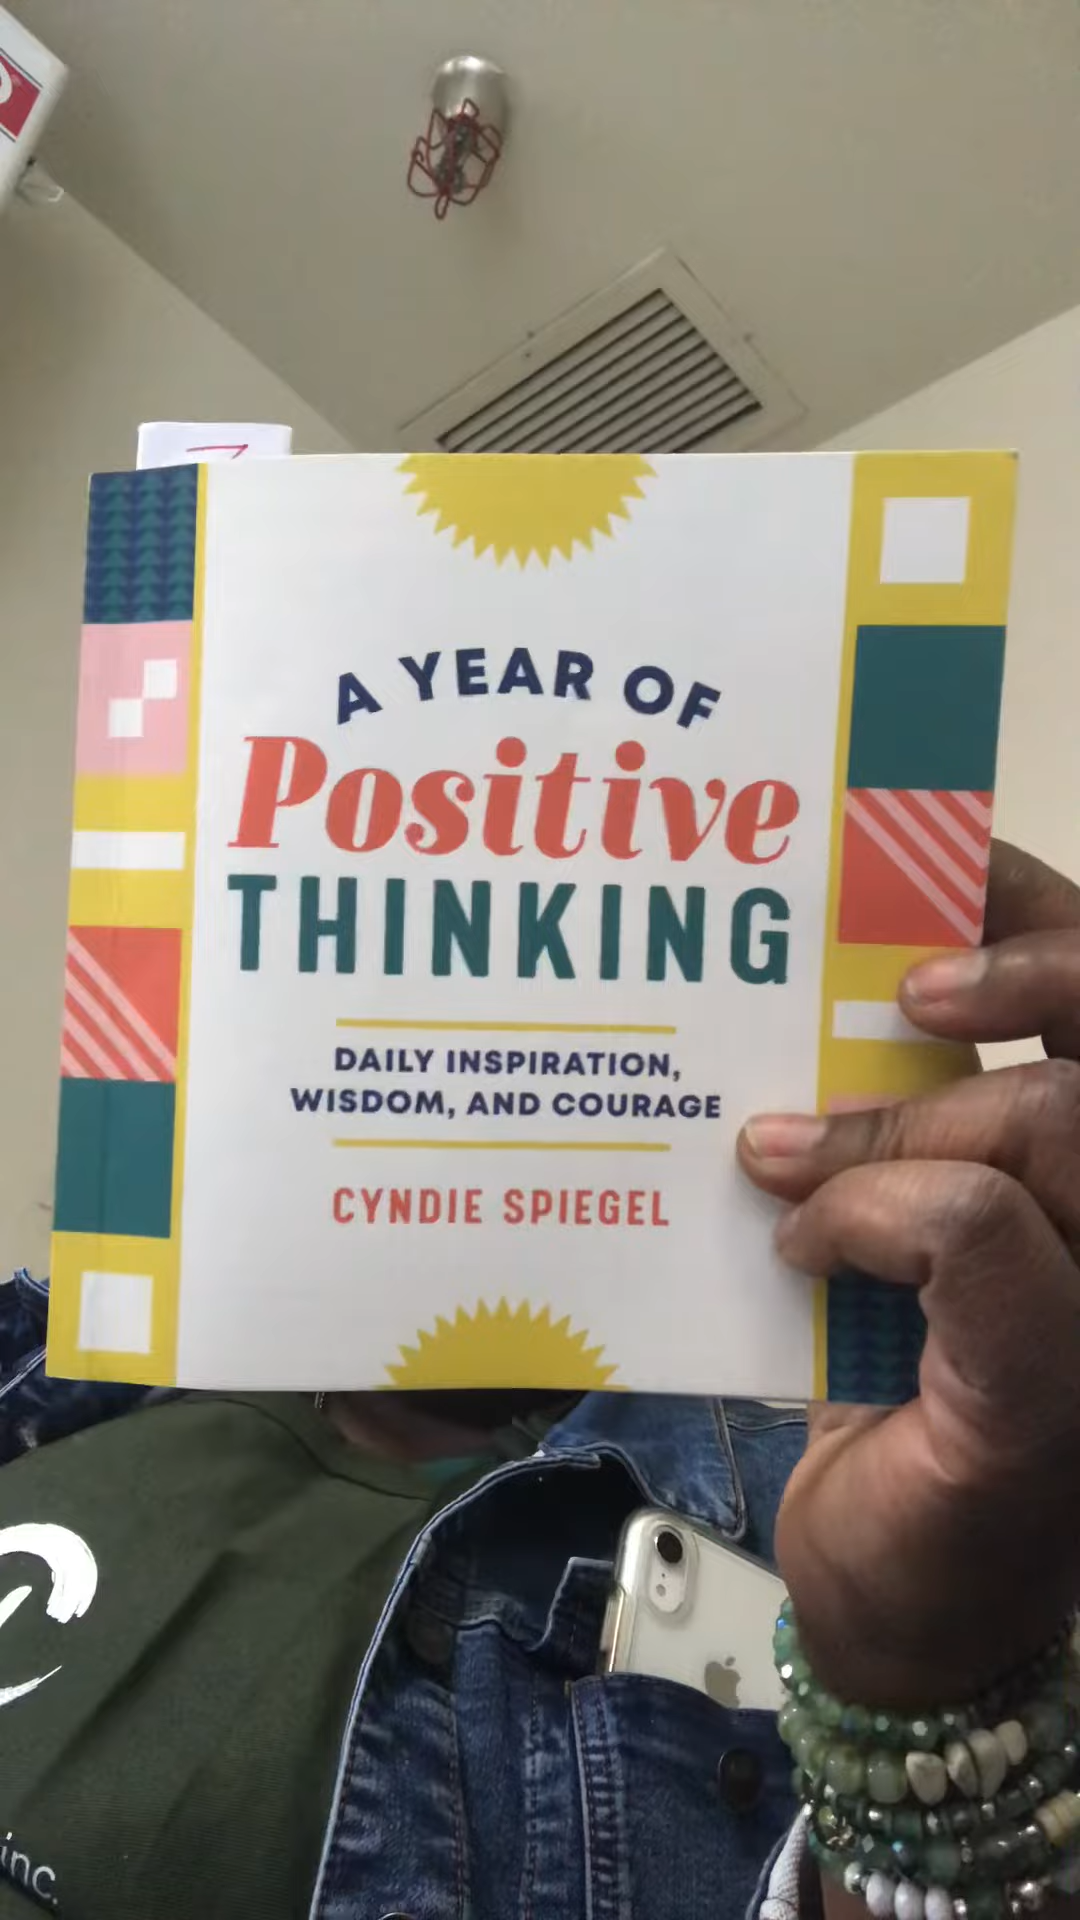 A YEAR OF
Positive
THINKING
DAILY INSPIRATION,
WISDOM, AND COURAGE
CYNDIE SPIEGEL
inc.